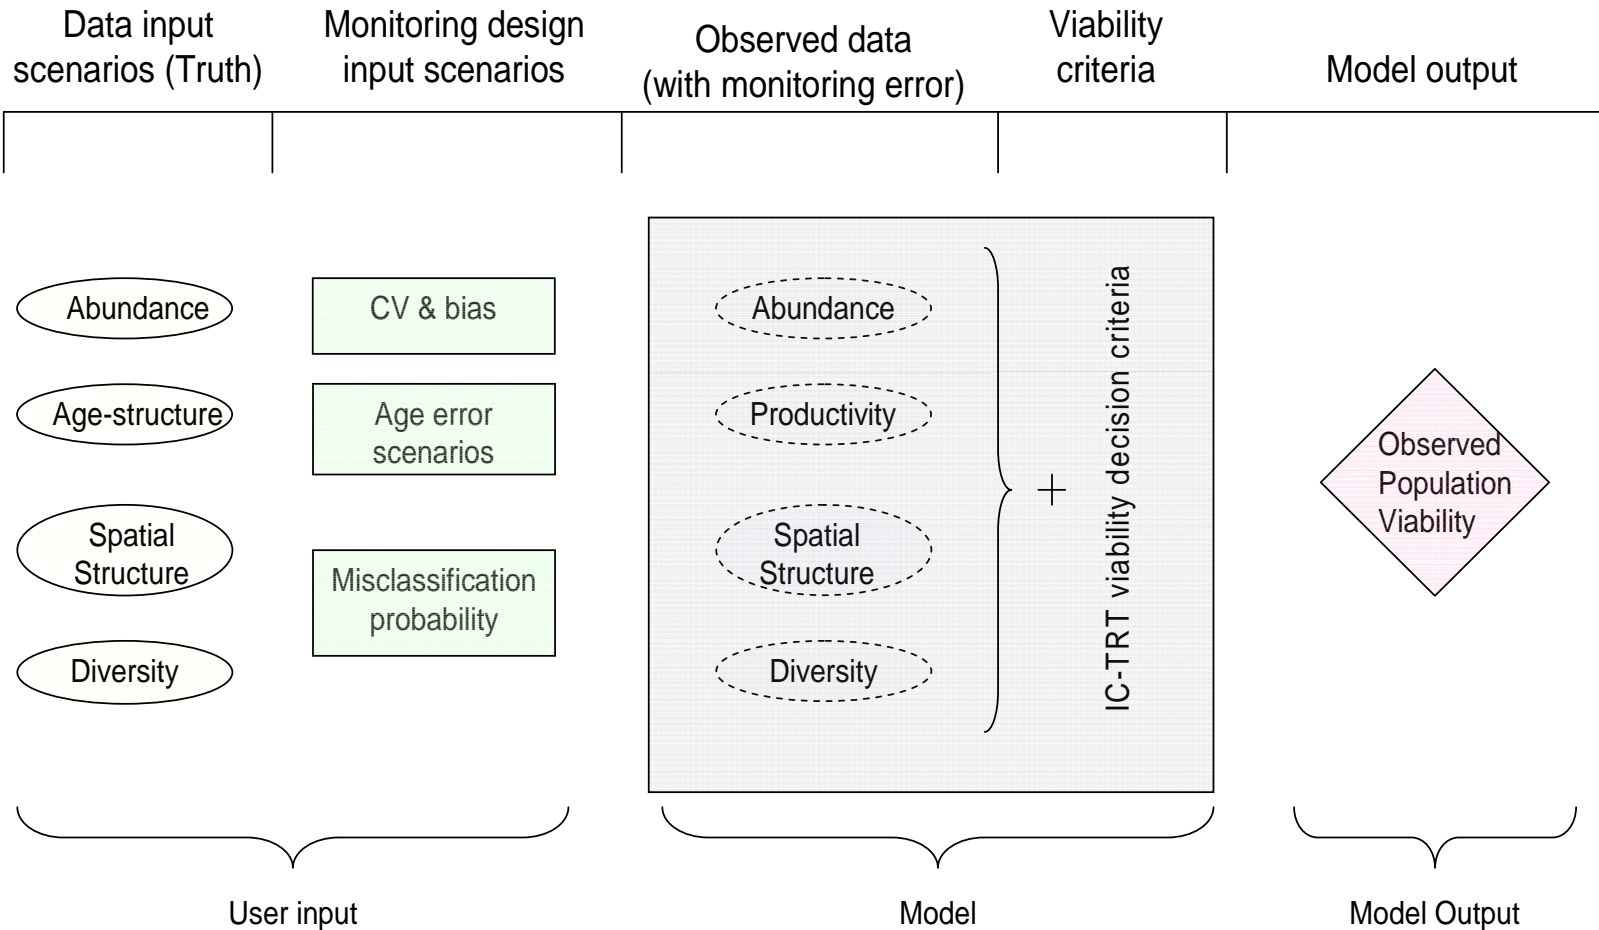 Data input
scenarios (Truth)
Monitoring design
input scenarios
Observed data
(with monitoring error)
Viability
criteria
Model output
Abundance
Age-structure
Spatial
Structure
Diversity
CV & bias
Age error
scenarios
Misclassification
probability
Abundance
Productivity
Spatial
Structure
Diversity
+
IC-TRT viability decision criteria
Observed
Population
Viability
User input
Model
Model Output